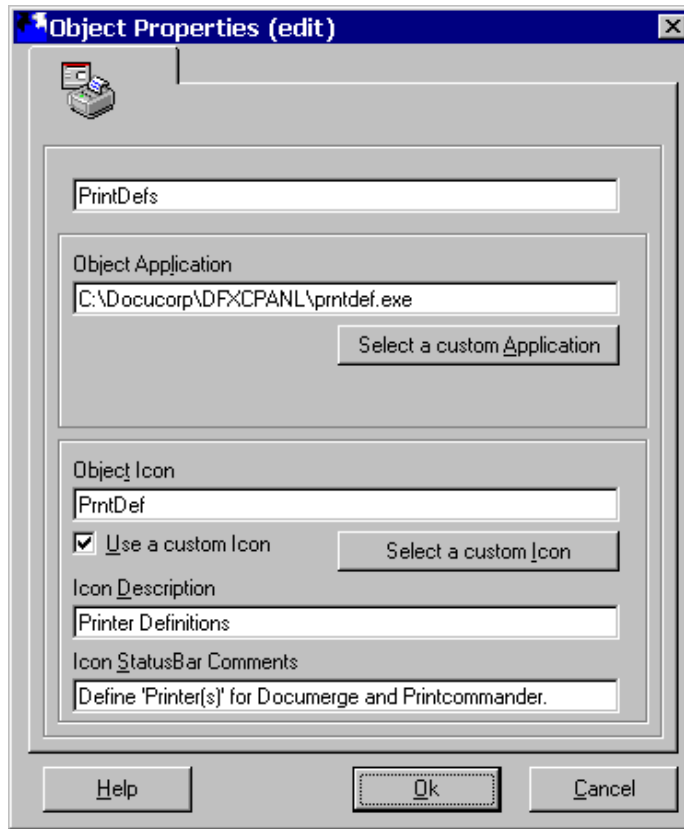 Object Properties (edit)
PrintDefs
Object Application
C:\Docucorp\DFXCPANL\prntdef.exe
Select a custom Application
Object Icon
PrntDef
Use a custom Icon
Select a custom Icon
Icon Description
Printer Definitions
Icon StatusBar Comments
Define 'Printer(s)' for Documerge and Printcommander.
Help
Ok
Cancel